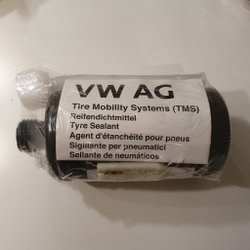 VW AG
Tire Mobility Systems (TMS)
Reifendichtmittel
Tyre Sealant
Agent d'étanchéité pour pneus
Sigillante per pneumatici
Sellante de neumáticos